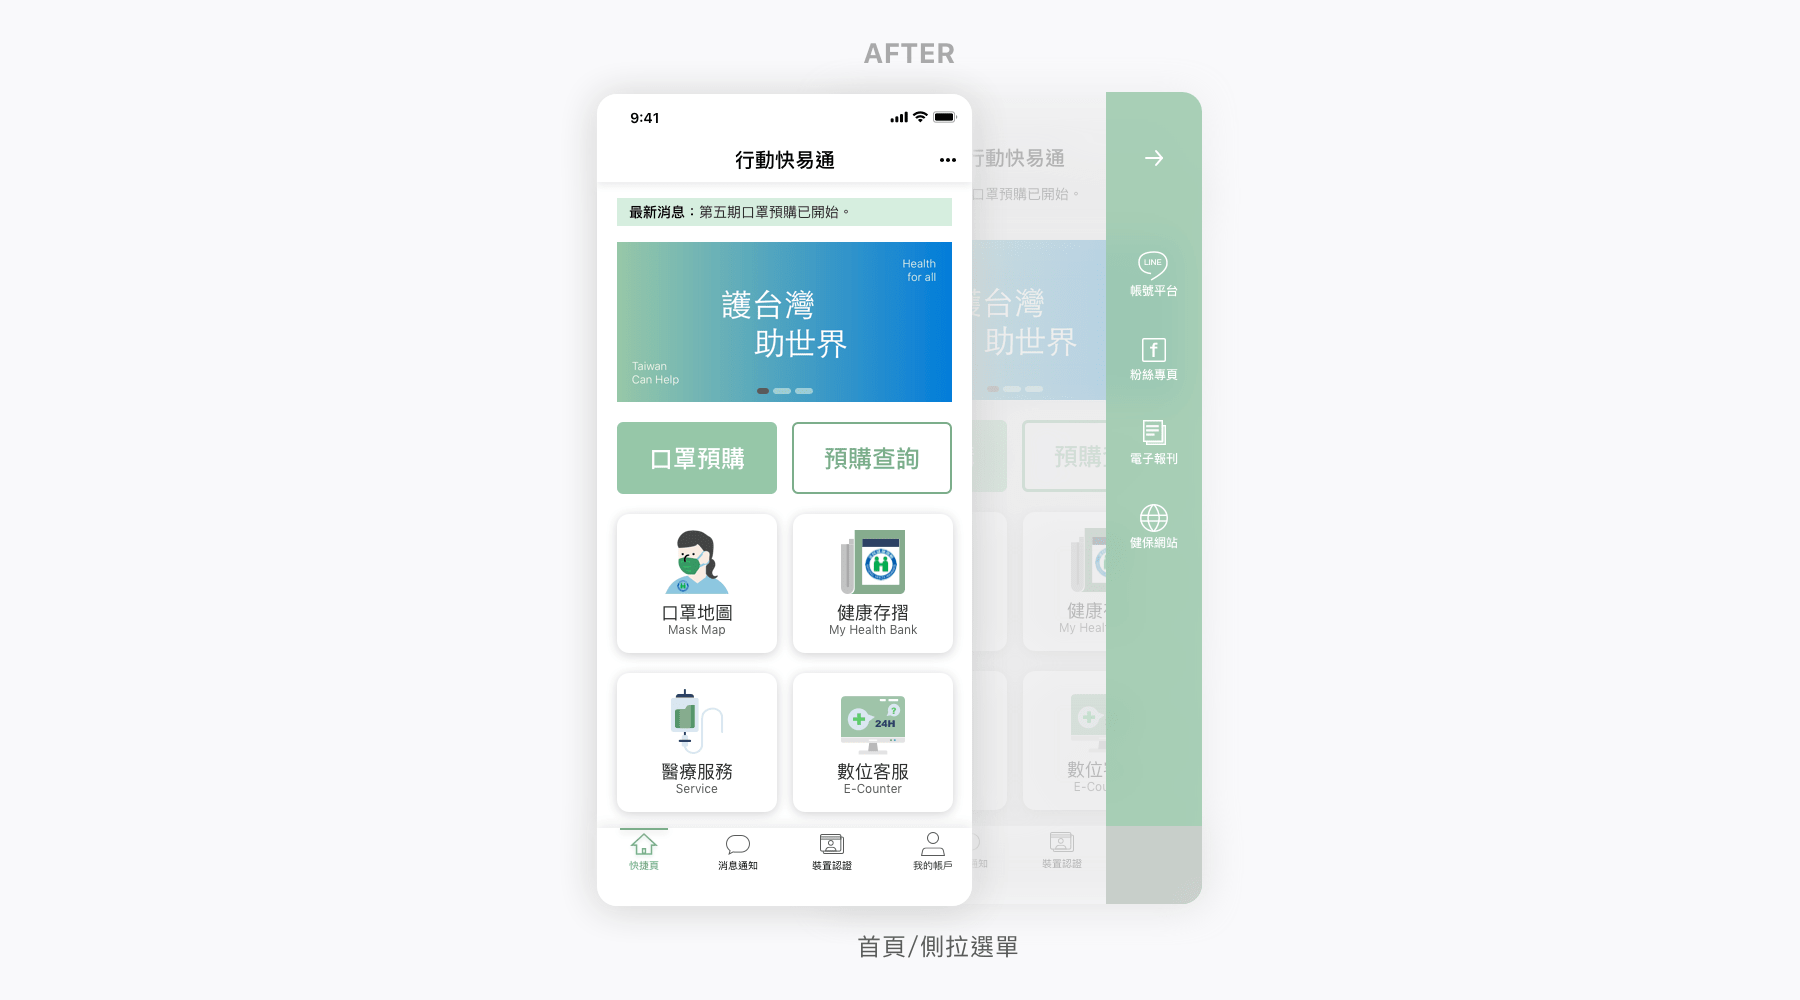 AFTER
9:41
行動快易通
最新消息：第五期口罩預購已開始。
Health
for all
護台灣
助世界
Taiwan
Can Help
口罩預購
預購查詢
口罩地圖
Mask Map
健康存摺
My Health Bank
醫療服務
Service
24H
數位客服
E-Counter
快捷頁
消息通知
裝置認證
我的帳戶
行動快易通
口罩預購已開始。
台灣
助世界
預購
健康
My Heal
數位
E-Cou
知
裝置認證
LINE
帳號平台
粉絲專頁
電子報刊
健保網站
首頁/側拉選單